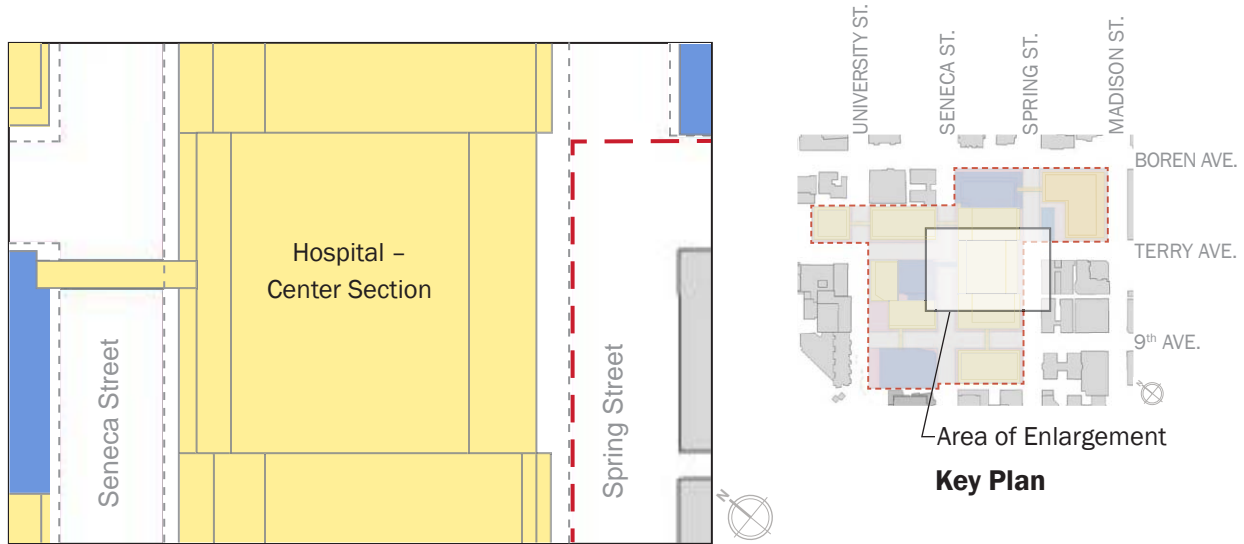 Hospital –
Center Section
Seneca Street
Spring Street
N
UNIVERSITY ST.
SENECA ST.
SPRING ST.
MADISON ST.
BOREN AVE.
TERRY AVE.
9th AVE.
N
Area of Enlargement
Key Plan